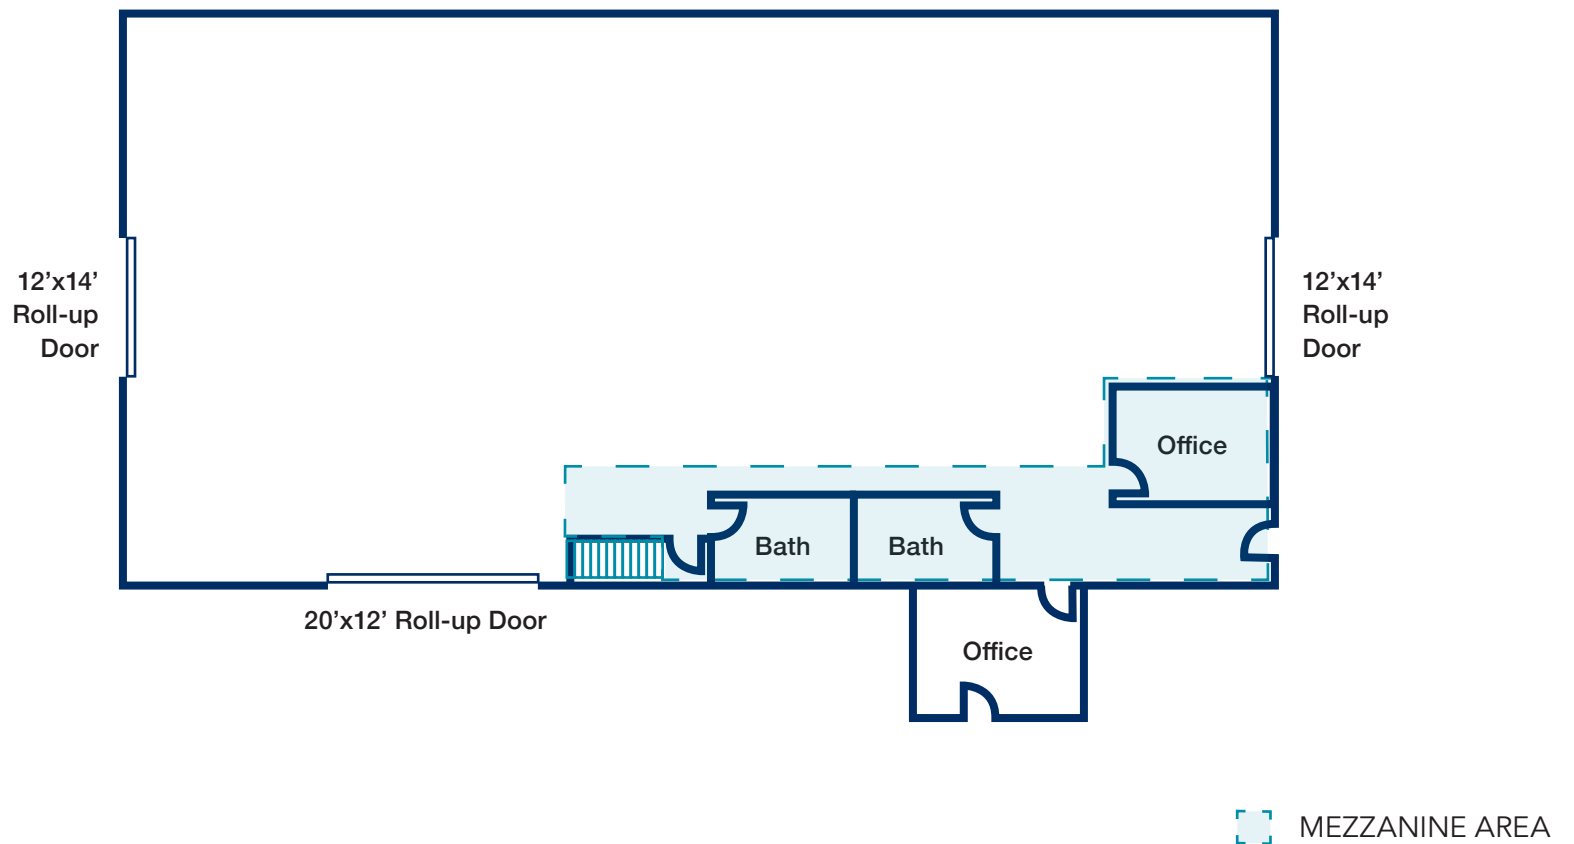 12’x14’
Roll-up
Door
12’x14’
Roll-up
Door
Office
Bath
Bath
20’x12’ Roll-up Door
Office
MEZZANINE AREA